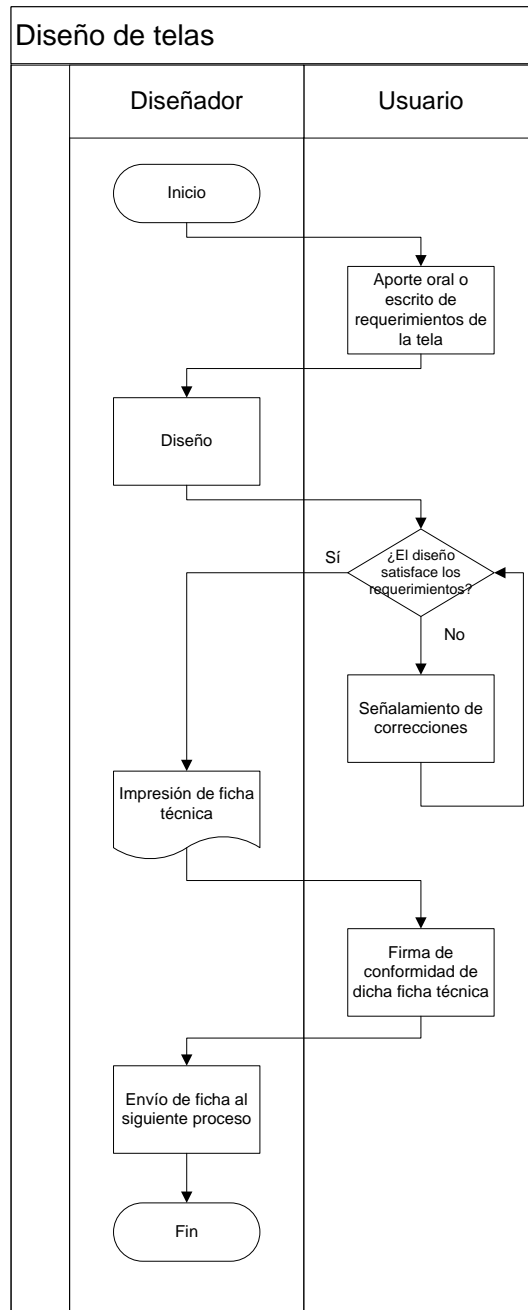 Diseño de telas
Diseñador
Usuario
Inicio
Aporte oral o
escrito de
requerimientos de
la tela
Diseño
¿El diseño
satisface los
requerimientos?
Sí
No
Señalamiento de
correcciones
Impresión de ficha
técnica
Firma de
conformidad de
dicha ficha técnica
Envío de ficha al
siguiente proceso
Fin